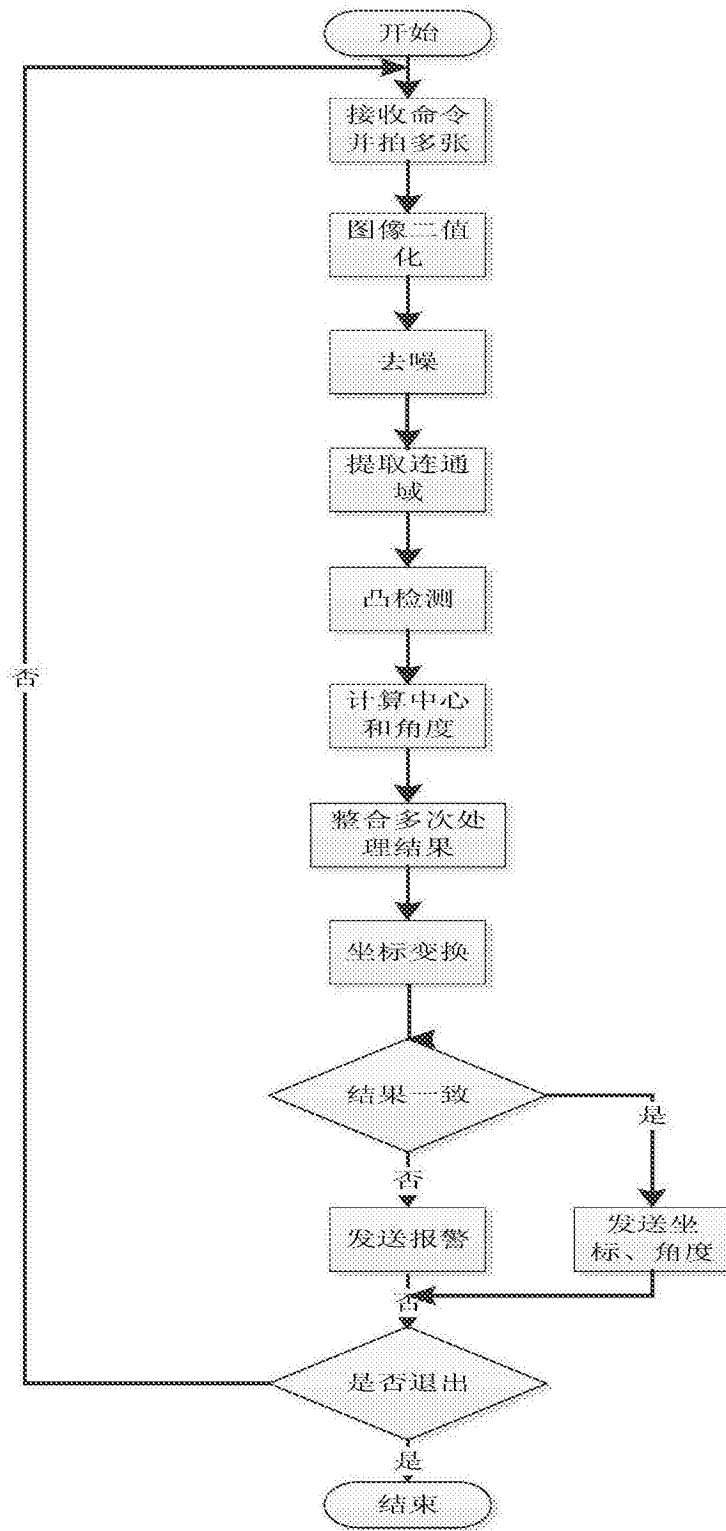 开始
接收命令
并拍多张
图像二值
化
去噪
提取连通
域
凸检测
否
计算中心
和角度
整合多次处
理结果
坐标变换
结果一致
是
否
发送报警
发送坐
标、角度
否
是否退出
是
结束